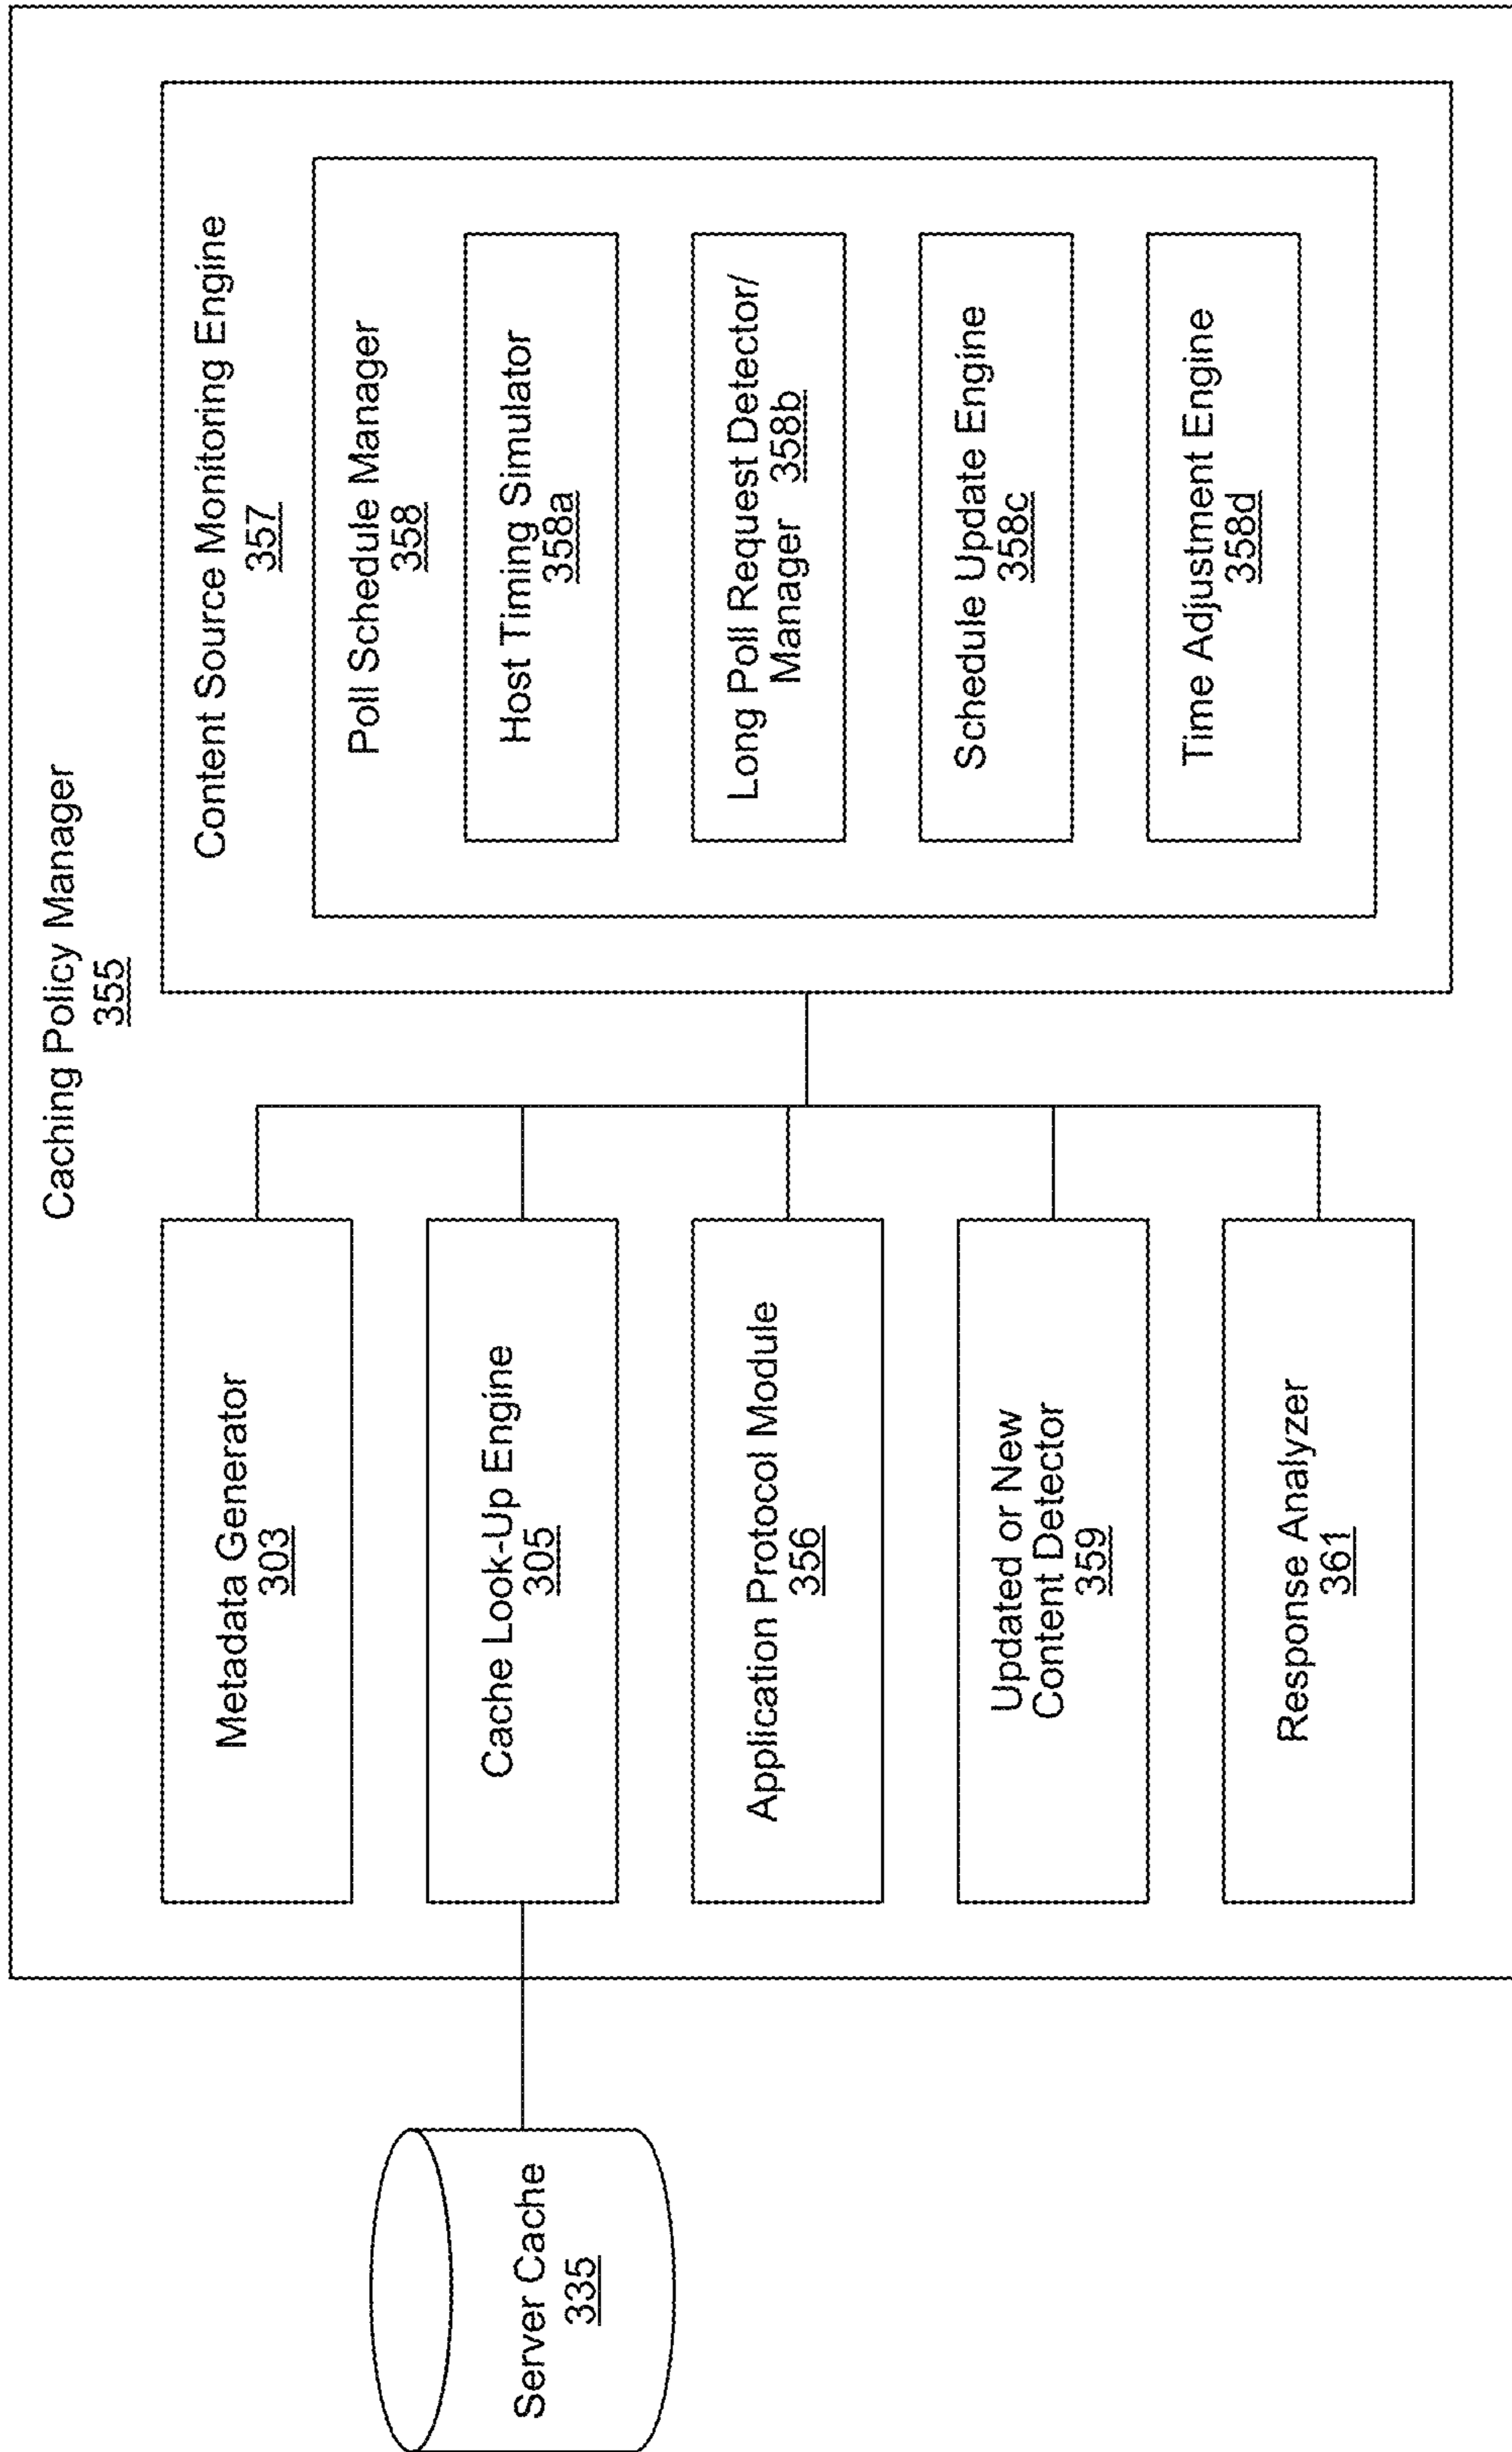 Caching Policy Manager
355
Server Cache
335
Metadata Generator
303
Cache Look-Up Engine
305
Application Protocol Module
356
Updated or New
Content Detector
359
Response Analyzer
361
Content Source Monitoring Engine
357
Poll Schedule Manager
358
Host Timing Simulator
358a
Long Poll Request Detector/
Manager 358b
Schedule Update Engine
358c
Time Adjustment Engine
358d